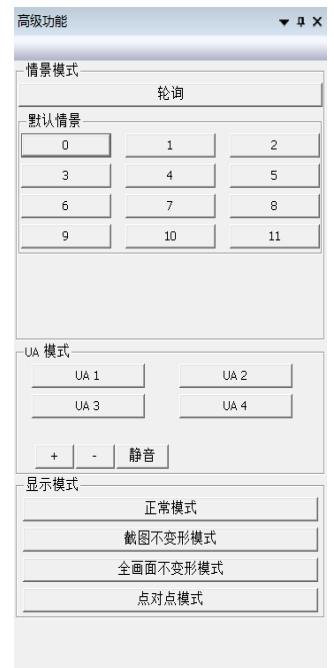 高级功能
情景模式
轮询
默认情景
0 1 2
3 4 5
6 7 8
9 10 11
UA 模式
UA 1 UA 2
UA 3 UA 4
+ - 静音
显示模式
正常模式
截图不变形模式
全画面不变形模式
点对点模式